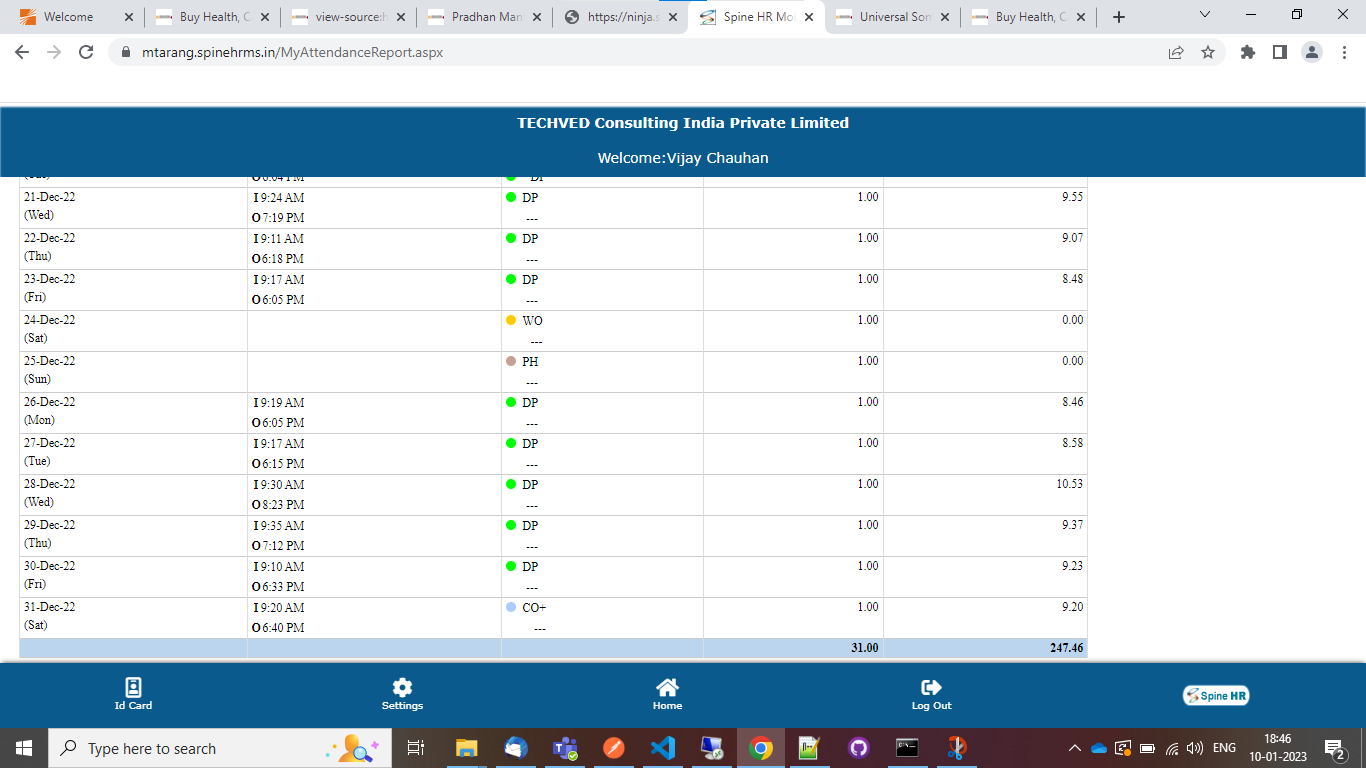 Welcome
Buy Health, C
view-source:h
Pradhan Man
https://ninja.s
Spine HR Mo
Universal Som
Buy Health, C
mtarang.spinehrms.in/MyAttendanceReport.aspx
TECHVED Consulting India Private Limited
Welcome:Vijay Chauhan
21-Dec-22 I 9:24 AM DP 1.00 9.55
(Wed) O 7:19 PM ---
22-Dec-22 I 9:11 AM DP 1.00 9.07
(Thu) O 6:18 PM ---
23-Dec-22 I 9:17 AM DP 1.00 8.48
(Fri) O 6:05 PM ---
24-Dec-22 WO 1.00 0.00
(Sat) ---
25-Dec-22 PH 1.00 0.00
(Sun) ---
26-Dec-22 I 9:19 AM DP 1.00 8.46
(Mon) O 6:05 PM ---
27-Dec-22 I 9:17 AM DP 1.00 8.58
(Tue) O 6:15 PM ---
28-Dec-22 I 9:30 AM DP 1.00 10.53
(Wed) O 8:23 PM ---
29-Dec-22 I 9:35 AM DP 1.00 9.37
(Thu) O 7:12 PM ---
30-Dec-22 I 9:10 AM DP 1.00 9.23
(Fri) O 6:33 PM ---
31-Dec-22 I 9:20 AM CO+ 1.00 9.20
(Sat) O 6:40 PM ---
31.00 247.46
Id Card
Settings
Home
Log Out
Spine HR
Type here to search
ENG
18:46
10-01-2023
2